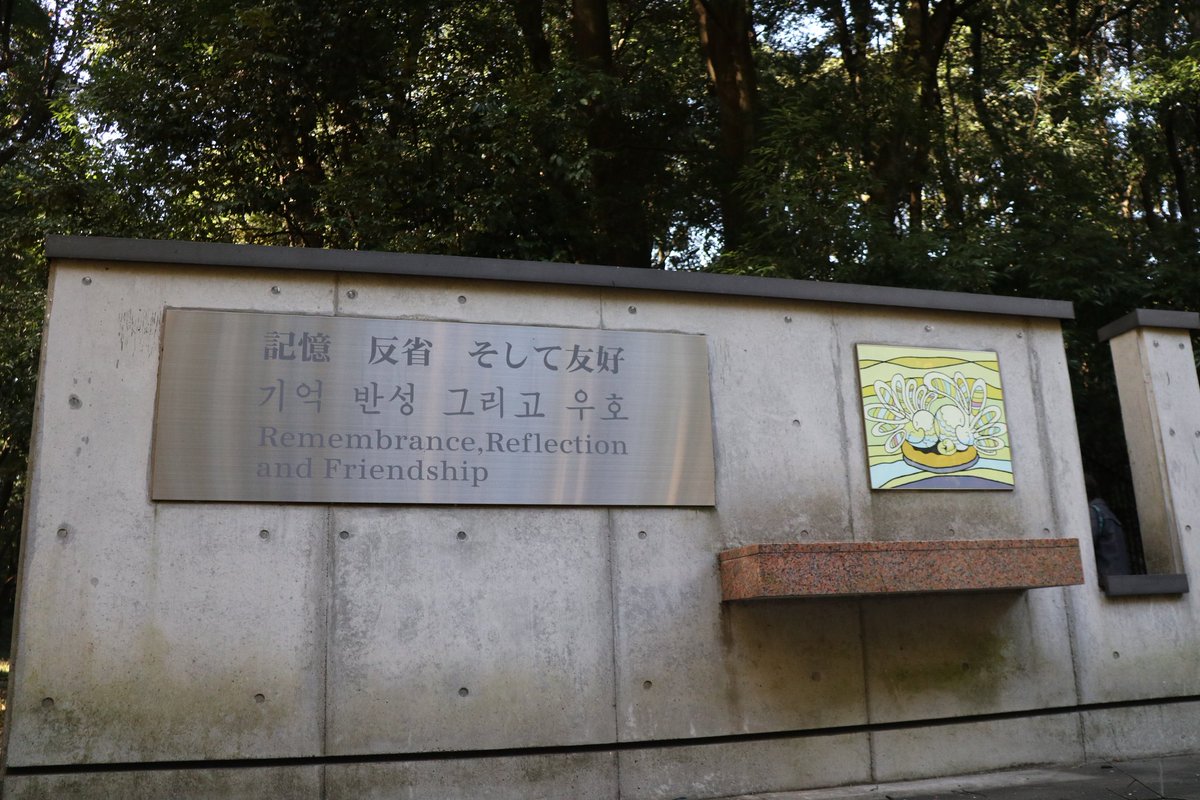 記憶 反省 そして友好
기억 반성 그리고 우호
Remembrance,Reflection
and Friendship